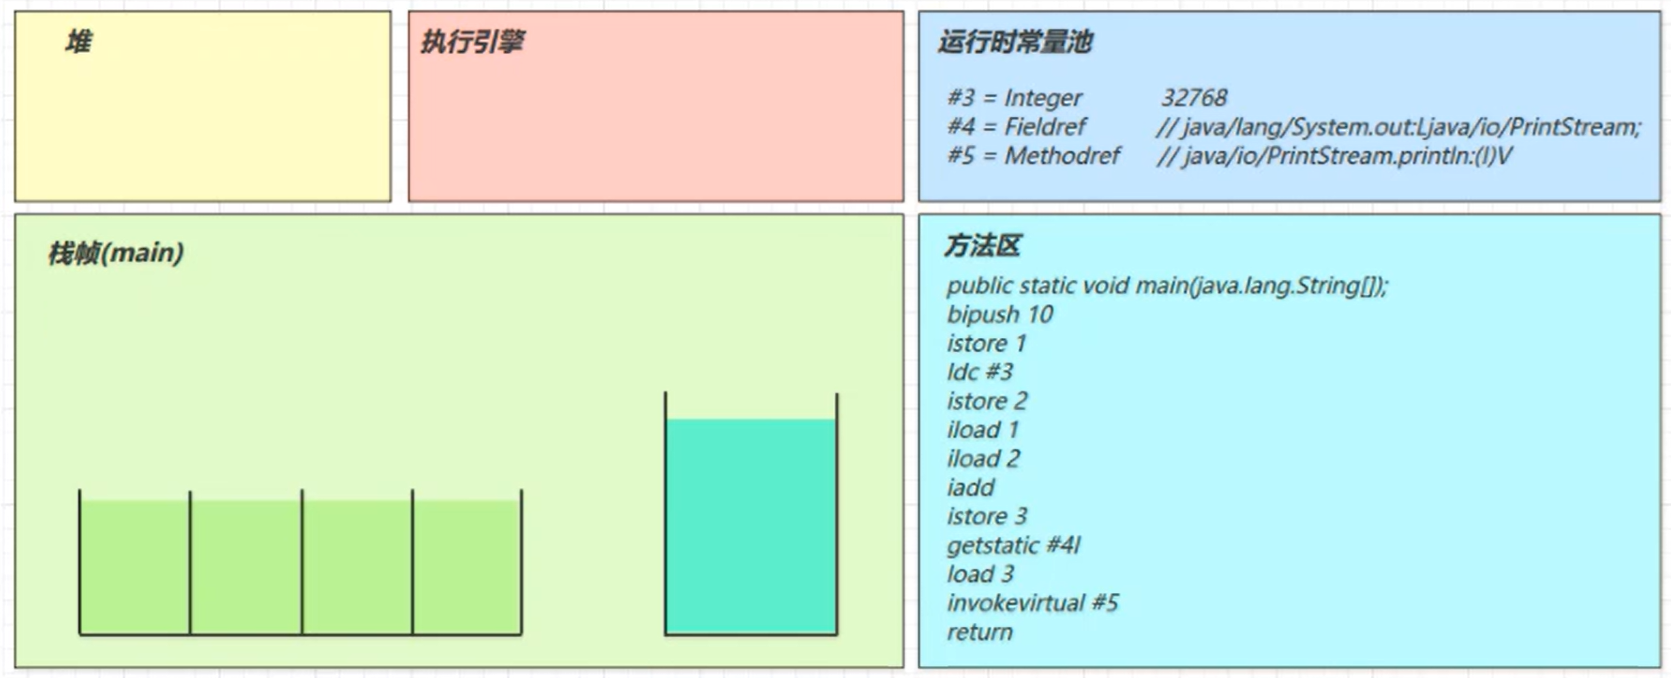 堆
执行引擎
运行时常量池
#3 = Integer 32768
#4 = Fieldref // java/lang/System.out:Ljava/io/PrintStream;
#5 = Methodref // java/io/PrintStream.println:(I)V
栈帧(main)
方法区
public static void main(java.lang.String[]);
bipush 10
istore 1
ldc #3
istore 2
iload 1
iload 2
iadd
istore 3
getstatic #4I
load 3
invokevirtual #5
return